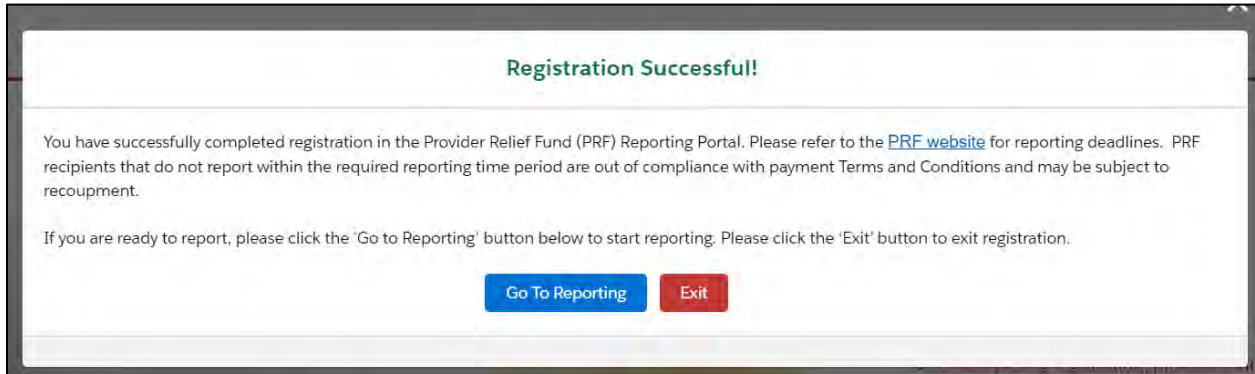 Registration Successful!
You have successfully completed registration in the Provider Relief Fund (PRF) Reporting Portal. Please refer to the PRF website for reporting deadlines. PRF
recipients that do not report within the required reporting time period are out of compliance with payment Terms and Conditions and may be subject to
recoupment.
If you are ready to report, please click the 'Go to Reporting' button below to start reporting. Please click the 'Exit' button to exit registration.
Go To Reporting
Exit